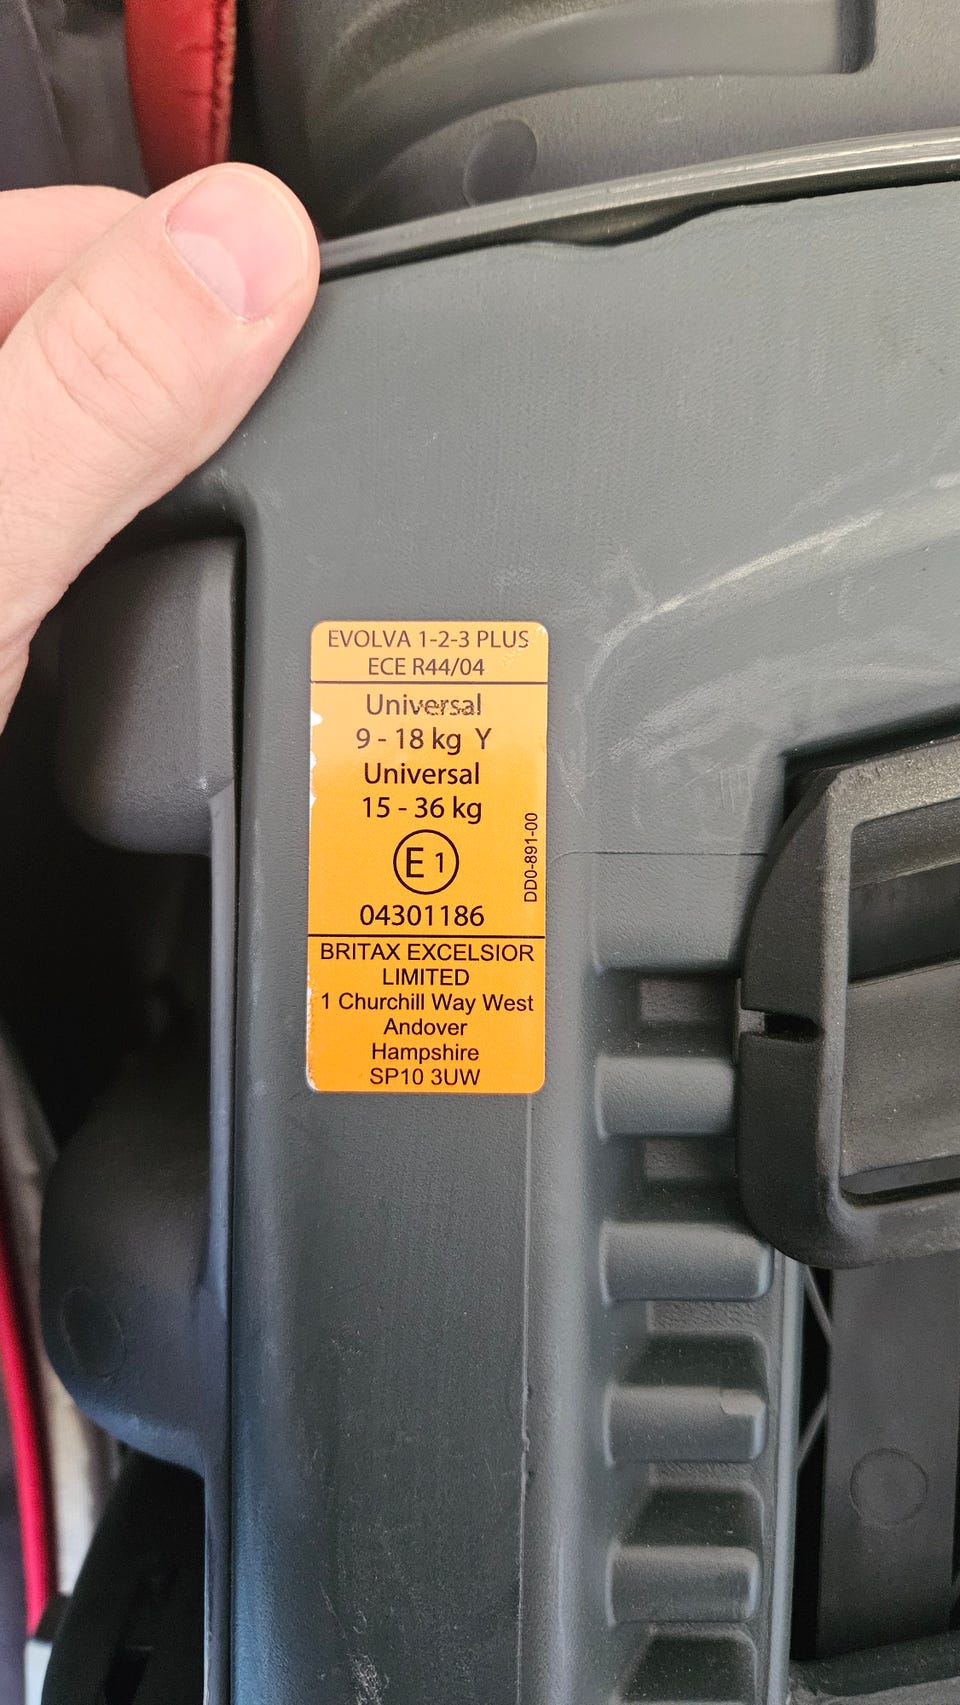 EVOLVA 1-2-3 PLUS
ECE R44/04
Universal
9 - 18 kg Y
Universal
15 - 36 kg
E 1
04301186
DD0-891-00
BRITAX EXCELSIOR
LIMITED
1 Churchill Way West
Andover
Hampshire
SP10 3UW